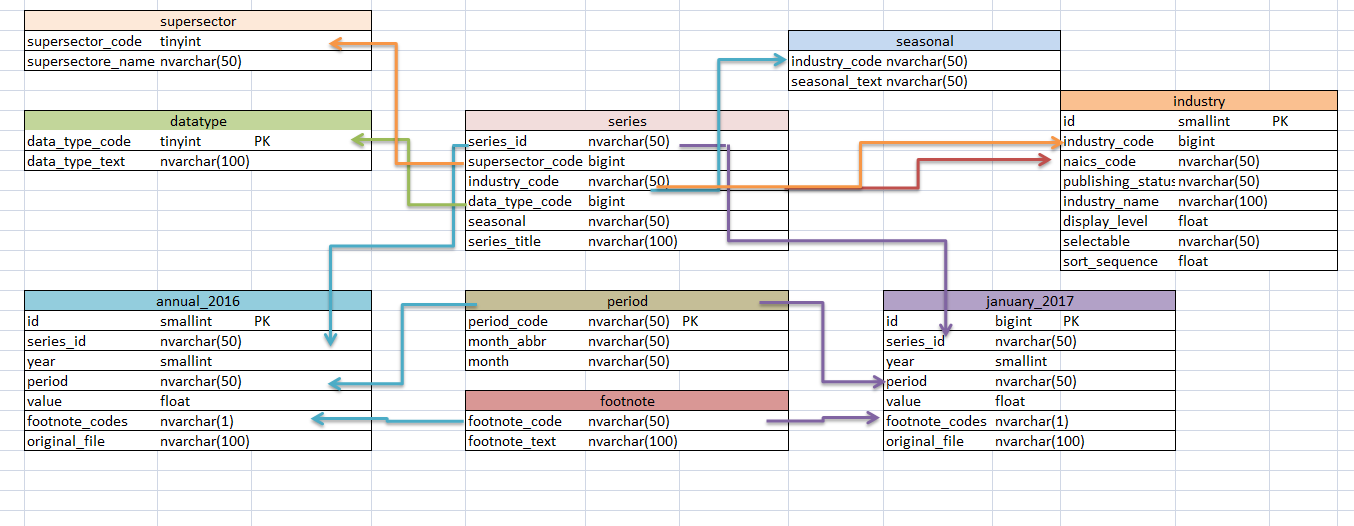 supersector
supersector_code tinyint
supersectore_name nvarchar(50)
seasonal
industry_code nvarchar(50)
seasonal_text nvarchar(50)
datatype
data_type_code tinyint PK
data_type_text nvarchar(100)
series
series_id nvarchar(50)
supersector_code bigint
industry_code nvarchar(50)
data_type_code bigint
seasonal nvarchar(50)
series_title nvarchar(100)
industry
id smallint PK
industry_code bigint
naics_code nvarchar(50)
publishing_status nvarchar(50)
industry_name nvarchar(100)
display_level float
selectable nvarchar(50)
sort_sequence float
annual_2016
id smallint PK
series_id nvarchar(50)
year smallint
period nvarchar(50)
value float
footnote_codes nvarchar(1)
original_file nvarchar(100)
period
period_code nvarchar(50) PK
month_abbr nvarchar(50)
month nvarchar(50)
footnote
footnote_code nvarchar(50)
footnote_text nvarchar(100)
january_2017
id bigint PK
series_id nvarchar(50)
year smallint
period nvarchar(50)
value float
footnote_codes nvarchar(1)
original_file nvarchar(100)